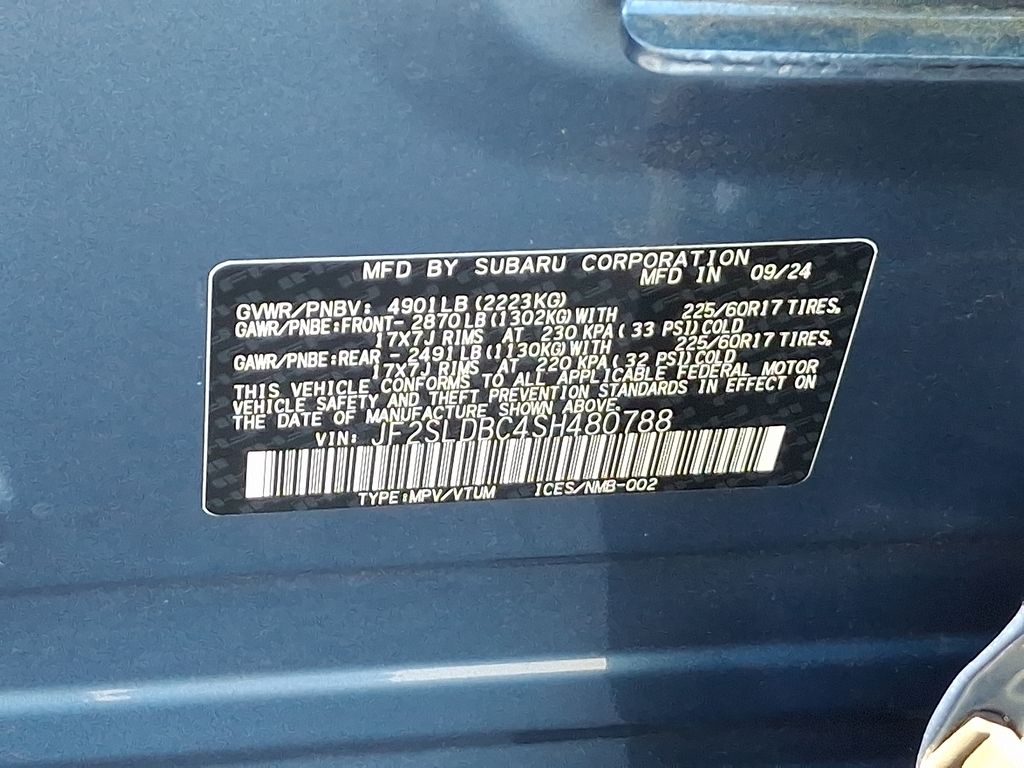 MFD BY SUBARU CORPORATION
MFD IN 09/24
GVWR/PNBV: 4901LB(2223KG)
GAWR/PNBE:FRONT- 2870LB(1302KG)WITH 225/60R17 TIRES,
17X7J RIMS AT 230 KPA( 33 PSI)COLD
GAWR/PNBE:REAR - 2491LB(1130KG)WITH 225/60R17 TIRES,
17X7J RIMS AT 220 KPA( 32 PSI)COLD
THIS VEHICLE CONFORMS TO ALL APPLICABLE FEDERAL MOTOR
VEHICLE SAFETY AND THEFT PREVENTION STANDARDS IN EFFECT ON
THE DATE OF MANUFACTURE SHOWN ABOVE.
VIN: JF2SLDBC4SH480788
TYPE:MPV/VTUM ICES/NMB-002